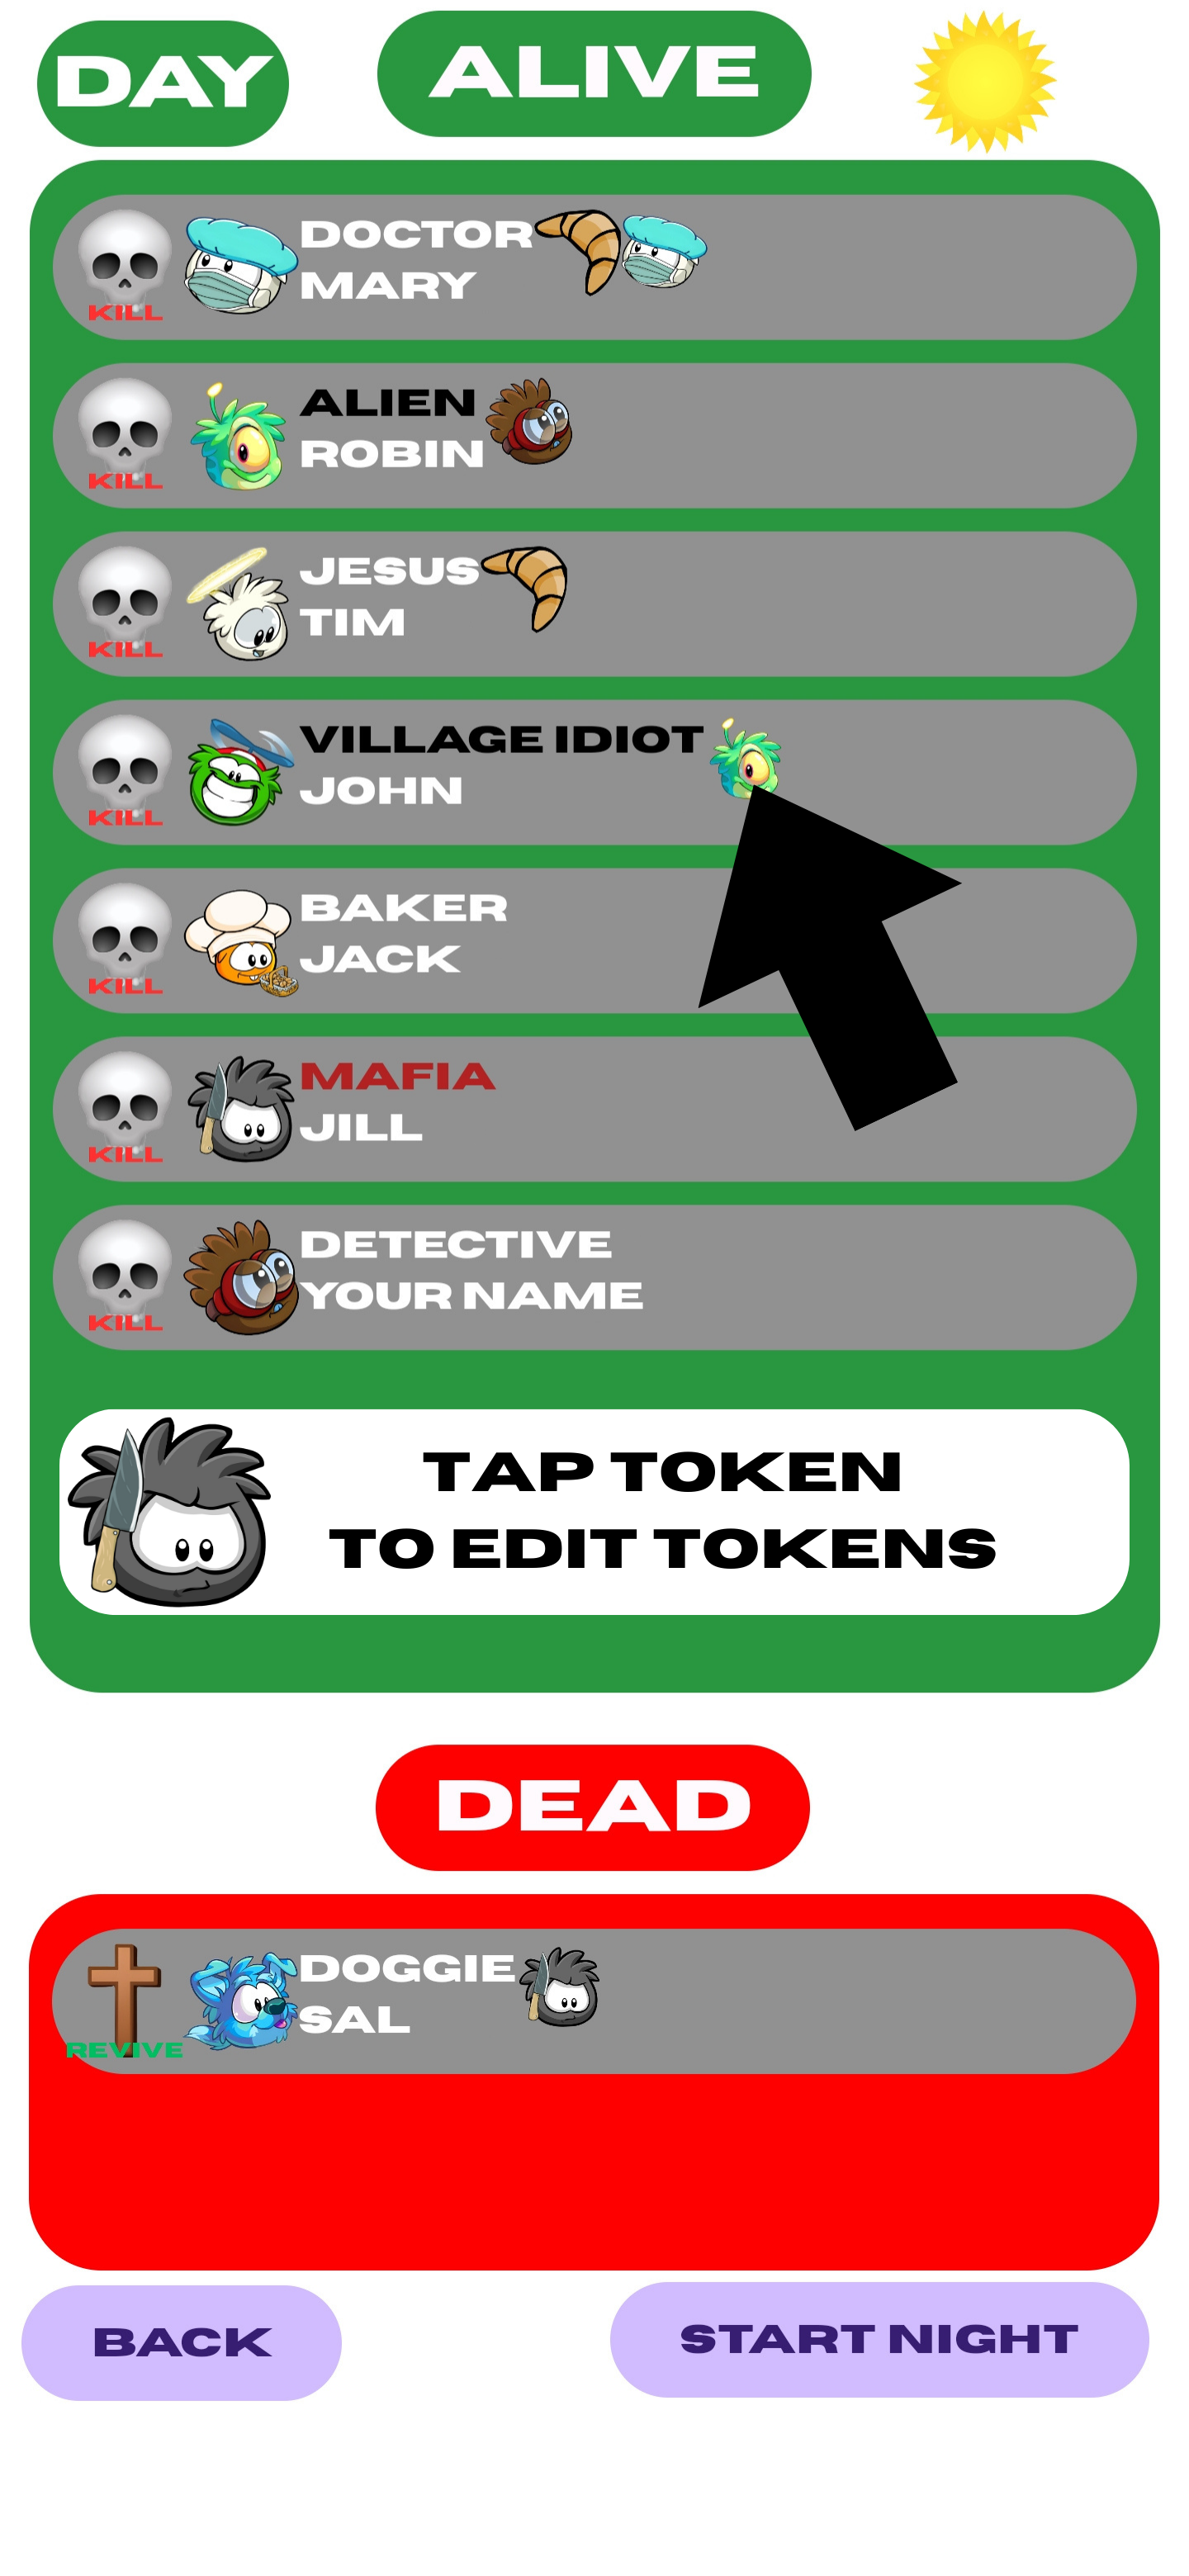 DAY
ALIVE
KILL
DOCTOR
MARY
KILL
ALIEN
ROBIN
KILL
JESUS
TIM
KILL
VILLAGE IDIOT
JOHN
KILL
BAKER
JACK
KILL
MAFIA
JILL
KILL
DETECTIVE
YOUR NAME
TAP TOKEN
TO EDIT TOKENS
DEAD
REVIVE
DOGGIE
SAL
BACK
START NIGHT